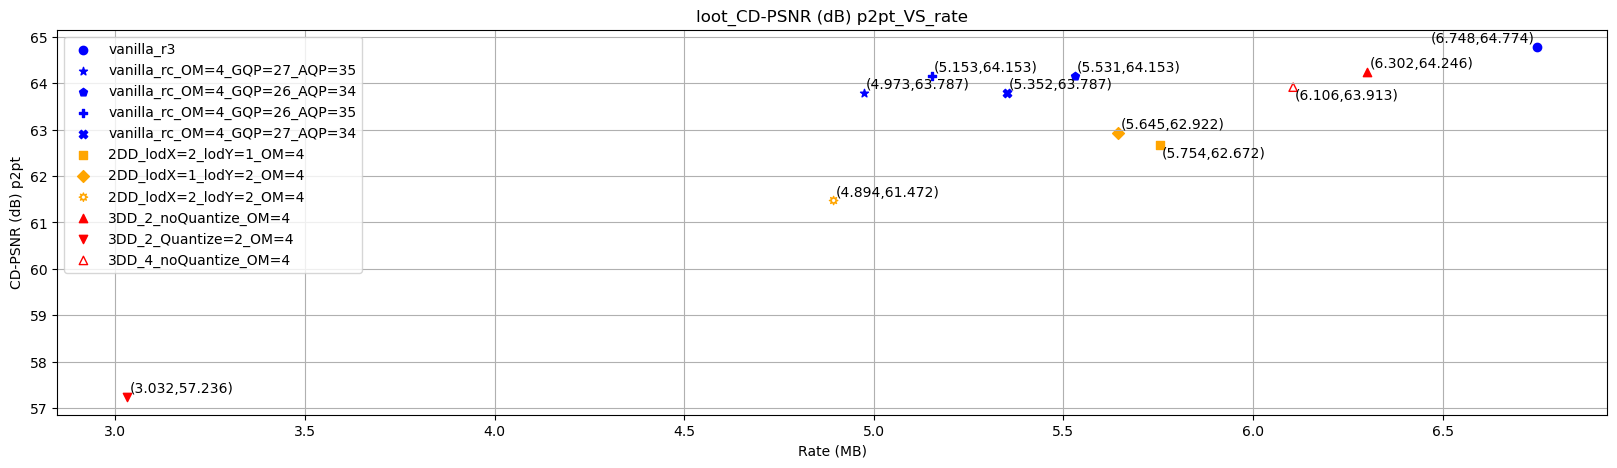 loot_CD-PSNR (dB) p2pt_VS_rate
65
64
63
62
61
60
59
58
57
CD-PSNR (dB) p2pt
vanilla_r3
vanilla_rc_OM=4_GQP=27_AQP=35
vanilla_rc_OM=4_GQP=26_AQP=34
vanilla_rc_OM=4_GQP=26_AQP=35
vanilla_rc_OM=4_GQP=27_AQP=34
2DD_lodX=2_lodY=1_OM=4
2DD_lodX=1_lodY=2_OM=4
2DD_lodX=2_lodY=2_OM=4
3DD_2_noQuantize_OM=4
3DD_2_Quantize=2_OM=4
3DD_4_noQuantize_OM=4
(6.748,64.774)
(6.302,64.246)
(5.153,64.153)
(5.531,64.153)
(4.973,63.787)
(5.352,63.787)
(6.106,63.913)
(5.645,62.922)
(5.754,62.672)
(4.894,61.472)
(3.032,57.236)
3.0
3.5
4.0
4.5
5.0
5.5
6.0
6.5
Rate (MB)